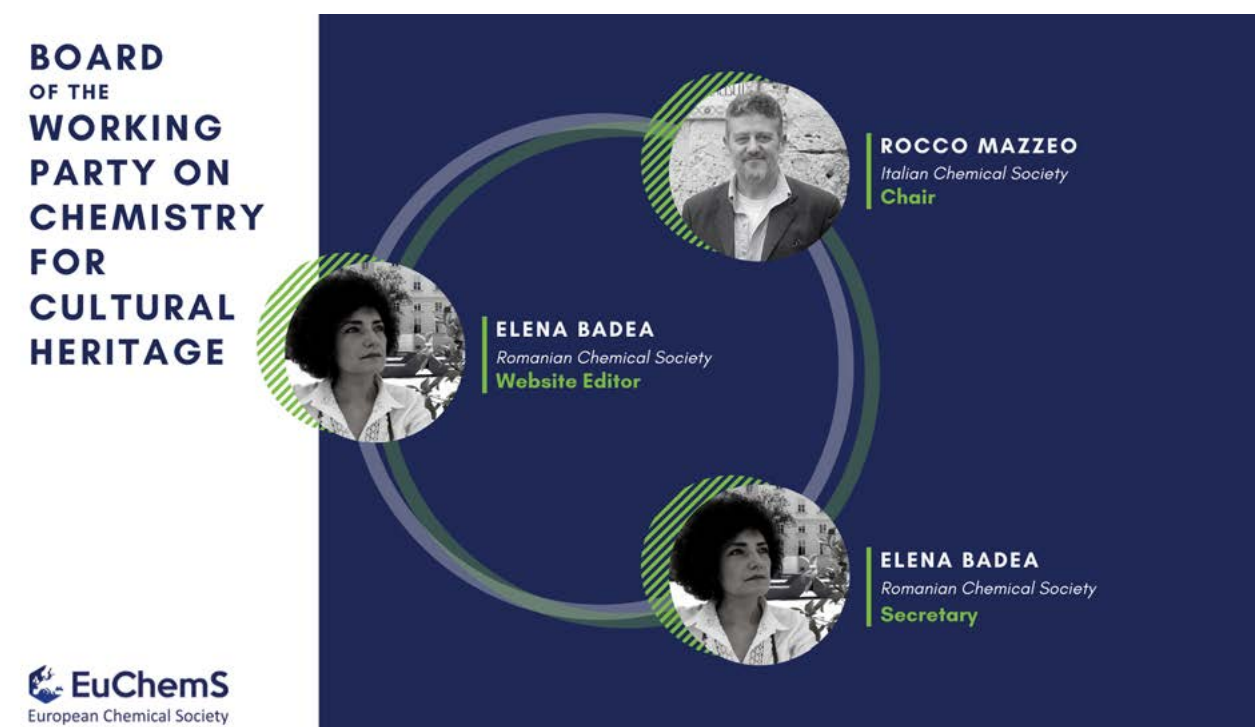 BOARD
OF THE
WORKING
PARTY ON
CHEMISTRY
FOR
CULTURAL
HERITAGE
ROCCO MAZZEO
Italian Chemical Society
Chair
ELENA BADEA
Romanian Chemical Society
Website Editor
ELENA BADEA
Romanian Chemical Society
Secretary
EuChemS
European Chemical Society